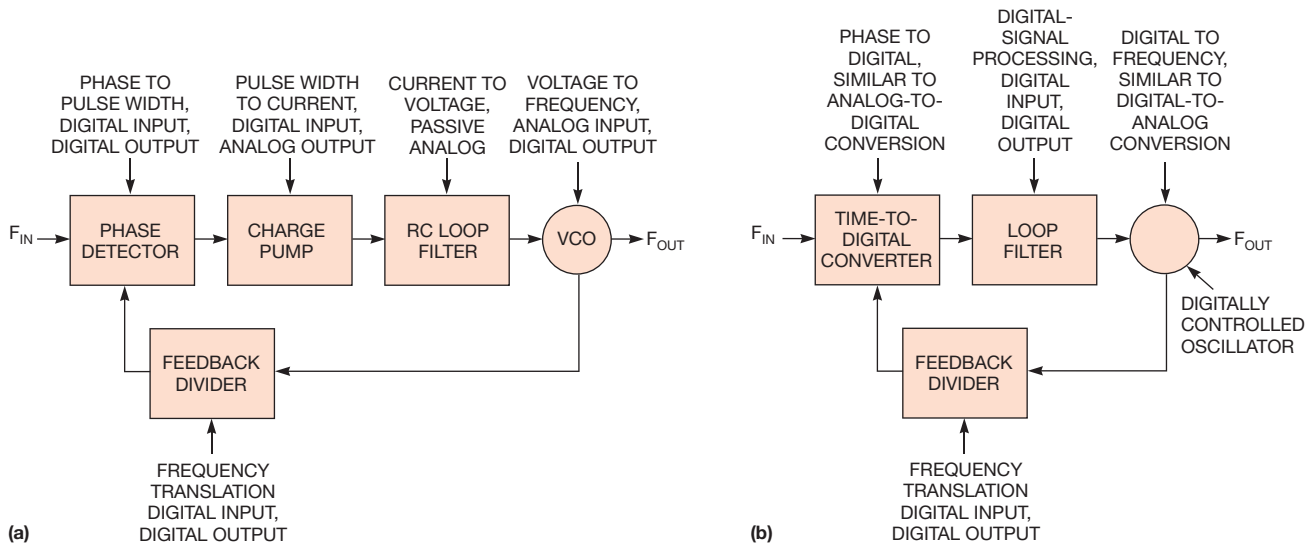 PHASE TO
PULSE WIDTH,
DIGITAL INPUT,
DIGITAL OUTPUT
PULSE WIDTH
TO CURRENT,
DIGITAL INPUT,
ANALOG OUTPUT
CURRENT TO
VOLTAGE,
PASSIVE
ANALOG
VOLTAGE TO
FREQUENCY,
ANALOG INPUT,
DIGITAL OUTPUT
FIN
PHASE
DETECTOR
CHARGE
PUMP
RC LOOP
FILTER
VCO
FOUT
FEEDBACK
DIVIDER
FREQUENCY
TRANSLATION
DIGITAL INPUT,
DIGITAL OUTPUT
(a)
PHASE TO
DIGITAL,
SIMILAR TO
ANALOG-TO-
DIGITAL
CONVERSION
DIGITAL-
SIGNAL
PROCESSING,
DIGITAL
INPUT,
DIGITAL
OUTPUT
DIGITAL TO
FREQUENCY,
SIMILAR TO
DIGITAL-TO-
ANALOG
CONVERSION
FIN
TIME-TO-
DIGITAL
CONVERTER
LOOP
FILTER
FOUT
DIGITALLY
CONTROLLED
OSCILLATOR
FEEDBACK
DIVIDER
FREQUENCY
TRANSLATION
DIGITAL INPUT,
DIGITAL OUTPUT
(b)